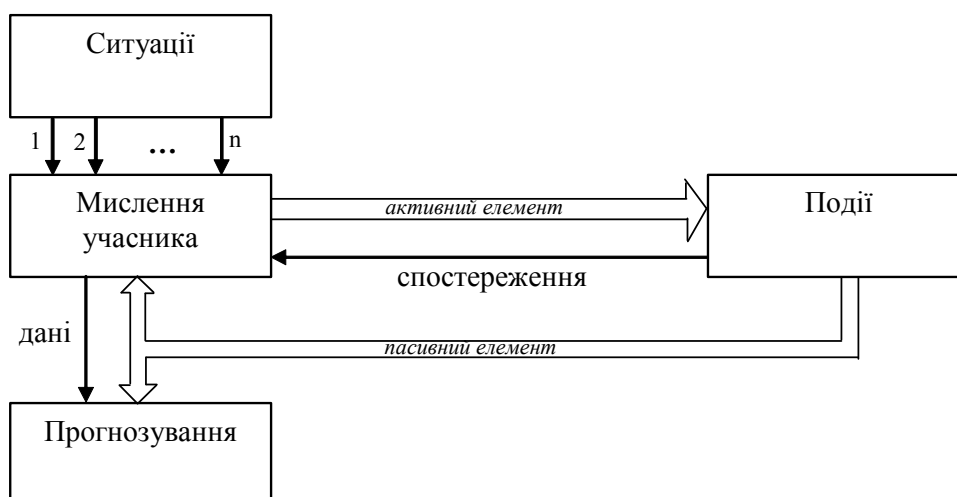 Ситуації
1 2 ... n
Мислення
учасника
активний елемент
Події
спостереження
дані
пасивний елемент
Прогнозування